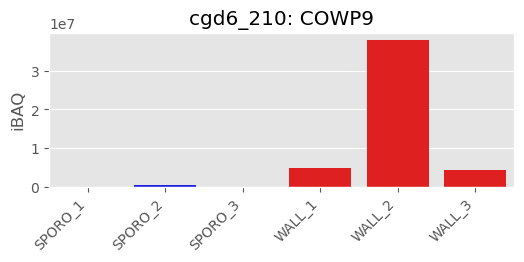 cgd6_210: COWP9
1e7
iBAQ
3
2
1
0
SPORO_1
SPORO_2
SPORO_3
WALL_1
WALL_2
WALL_3